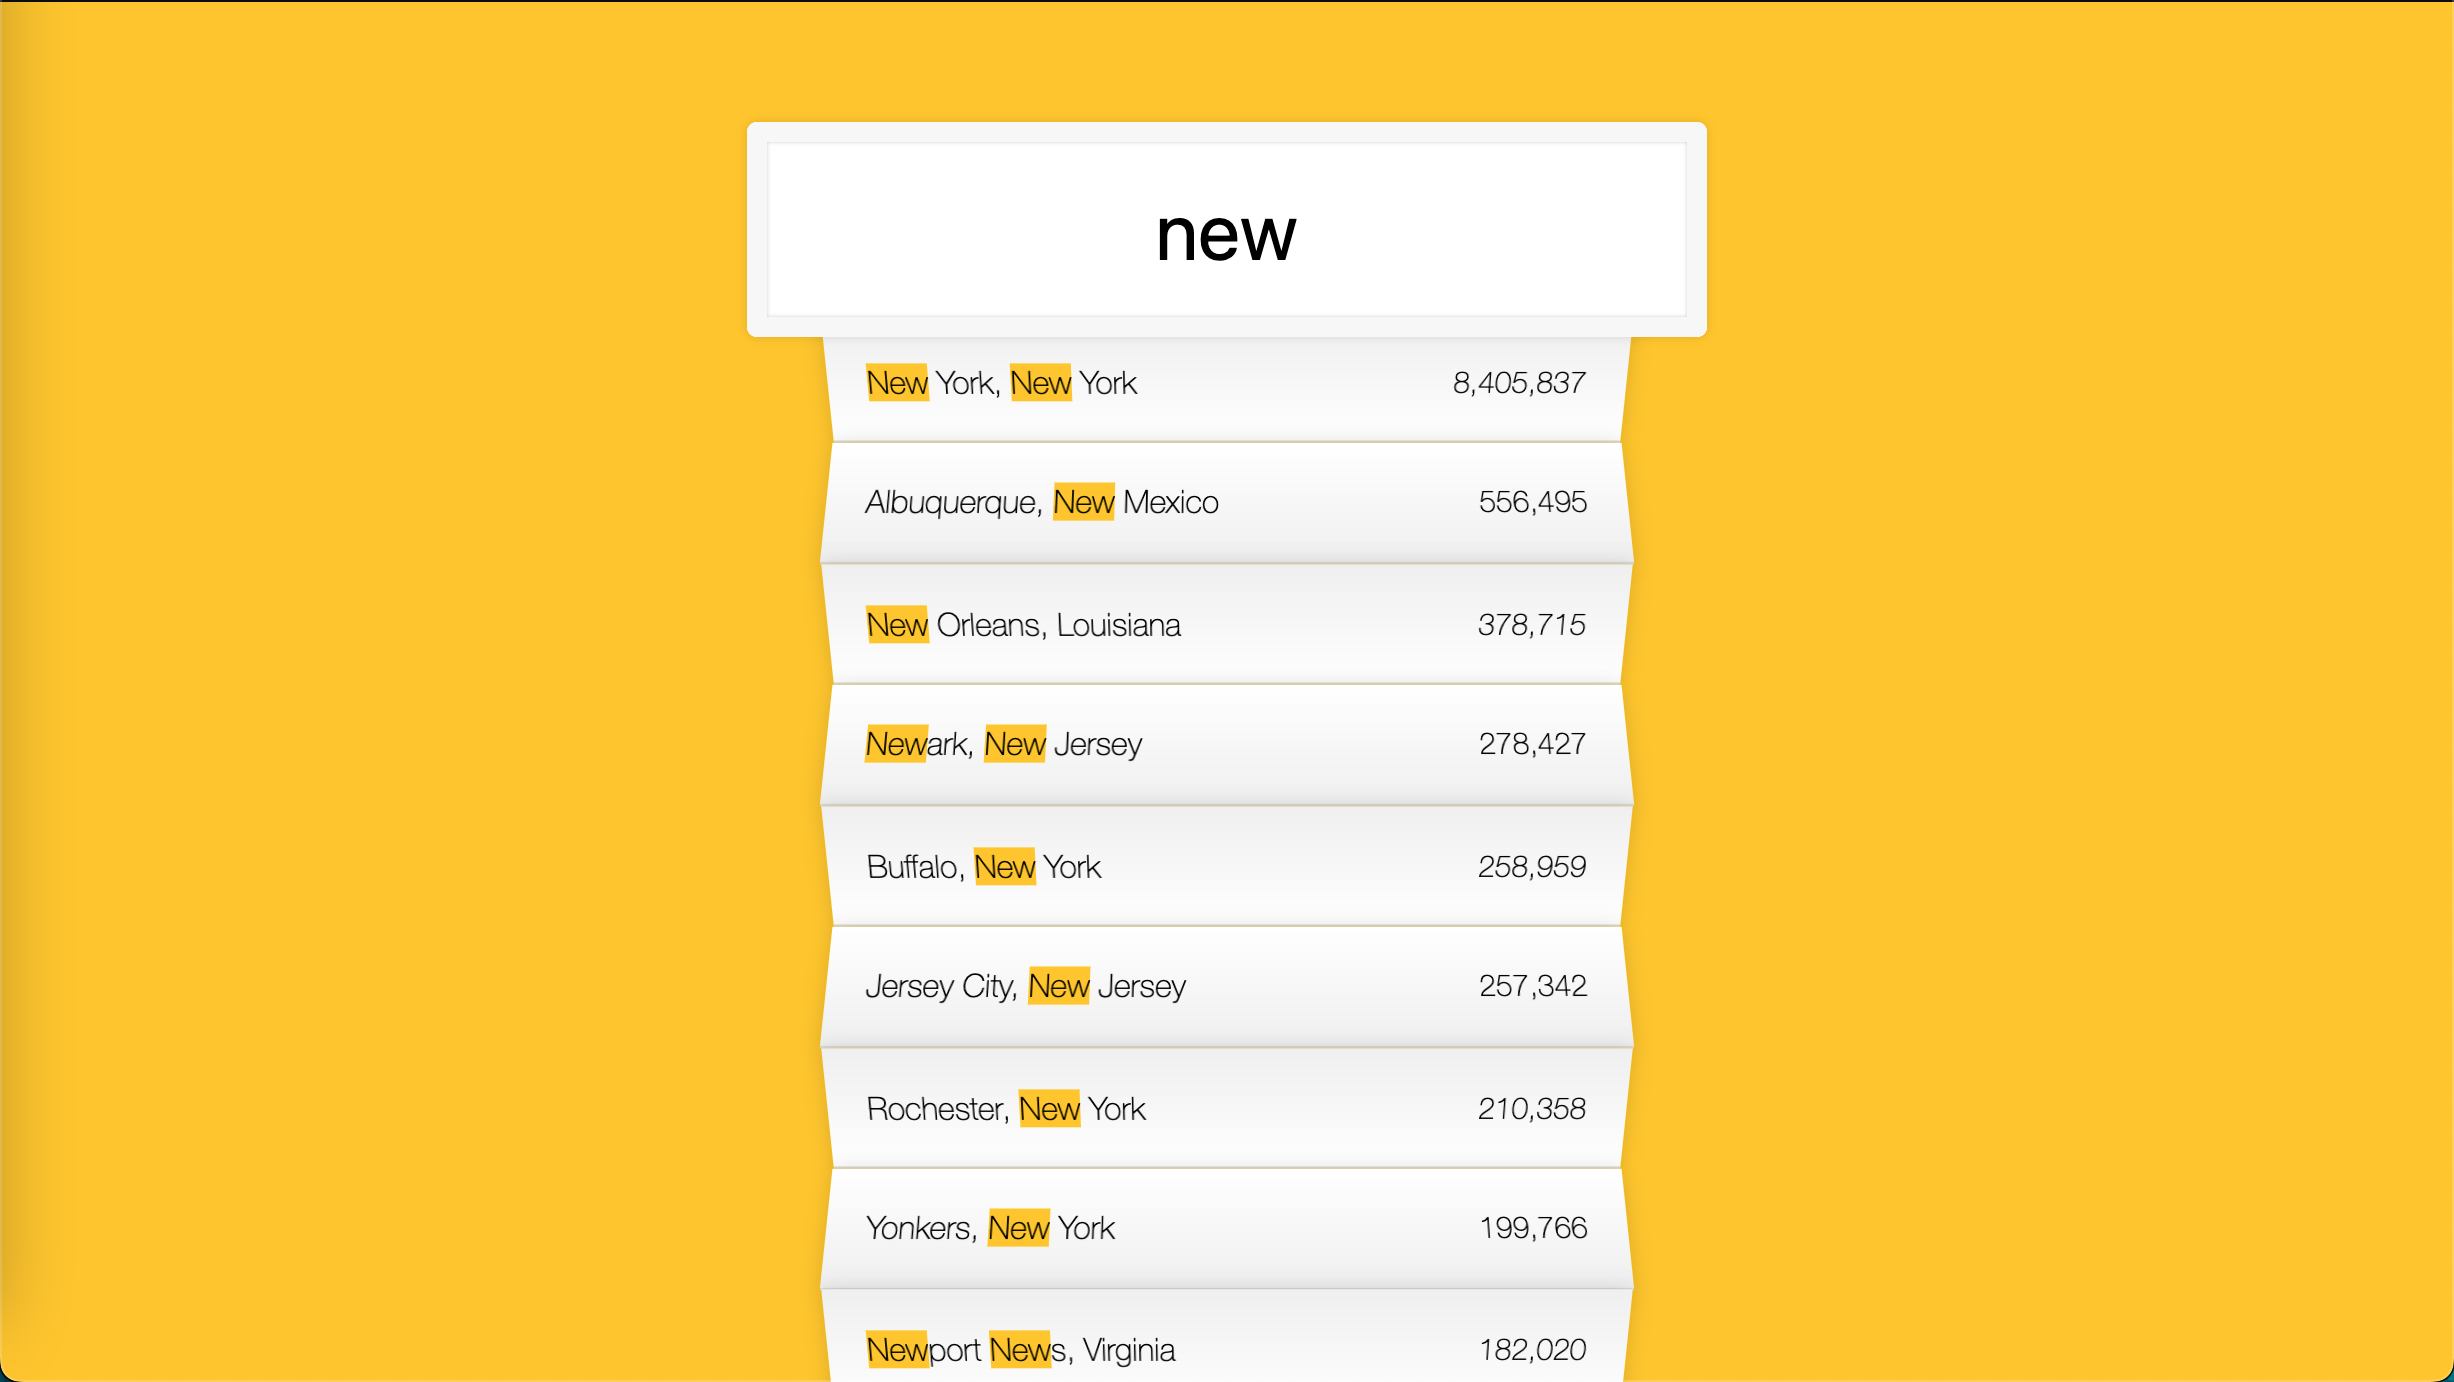 new
New York, New York 8,405,837
Albuquerque, New Mexico 556,495
New Orleans, Louisiana 378,715
Newark, New Jersey 278,427
Buffalo, New York 258,959
Jersey City, New Jersey 257,342
Rochester, New York 210,358
Yonkers, New York 199,766
Newport News, Virginia 182,020